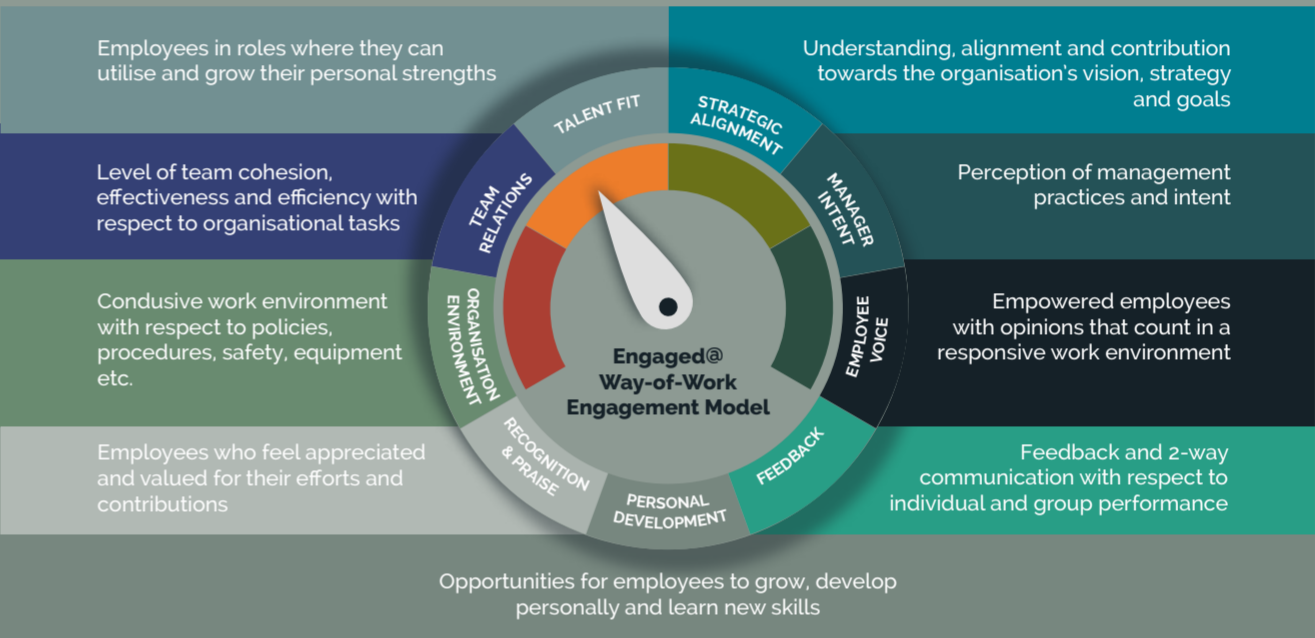 Employees in roles where they can
utilise and grow their personal strengths
Understanding, alignment and contribution
towards the organisation's vision, strategy
and goals
TALENT FIT
STRATEGIC
ALIGNMENT
Level of team cohesion,
effectiveness and efficiency with
respect to organisational tasks
TEAM
RELATIONS
MANAGER
INTENT
Perception of management
practices and intent
Condusive work environment
with respect to policies,
procedures, safety, equipment
etc.
ORGANISATION
ENVIRONMENT
EMPLOYEE
VOICE
Empowered employees
with opinions that count in a
responsive work environment
Engaged@
Way-of-Work
Engagement Model
Employees who feel appreciated
and valued for their efforts and
contributions
RECOGNITION
& PRAISE
PERSONAL
DEVELOPMENT
FEEDBACK
Feedback and 2-way
communication with respect to
individual and group performance
Opportunities for employees to grow, develop
personally and learn new skills